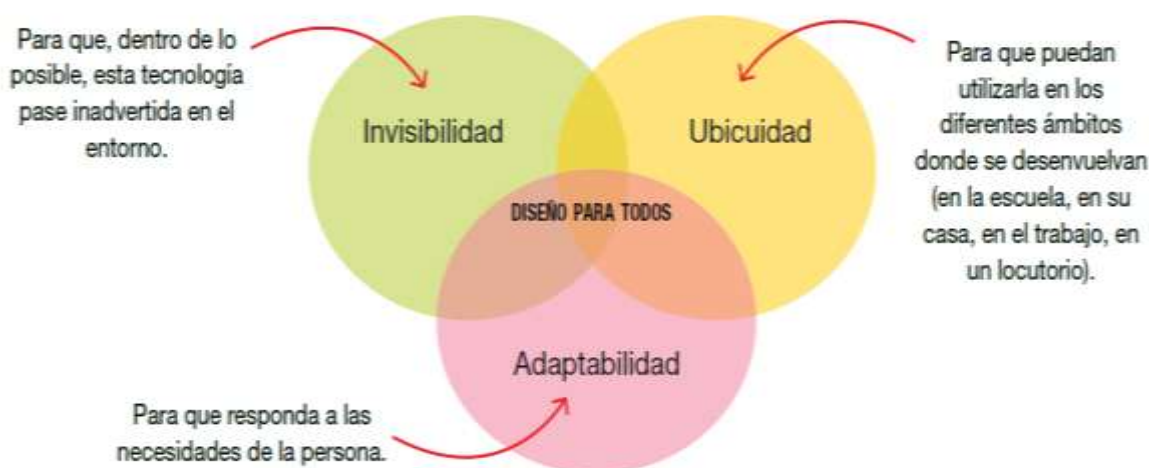 Para que, dentro de lo
posible, esta tecnología
pase inadvertida en el
entorno.
Invisibilidad
Ubicuidad
Para que puedan
utilizarla en los
diferentes ámbitos
donde se desenvuelvan
(en la escuela, en su
casa, en el trabajo, en
un locutorio).
DISEÑO PARA TODOS
Adaptabilidad
Para que responda a las
necesidades de la persona.